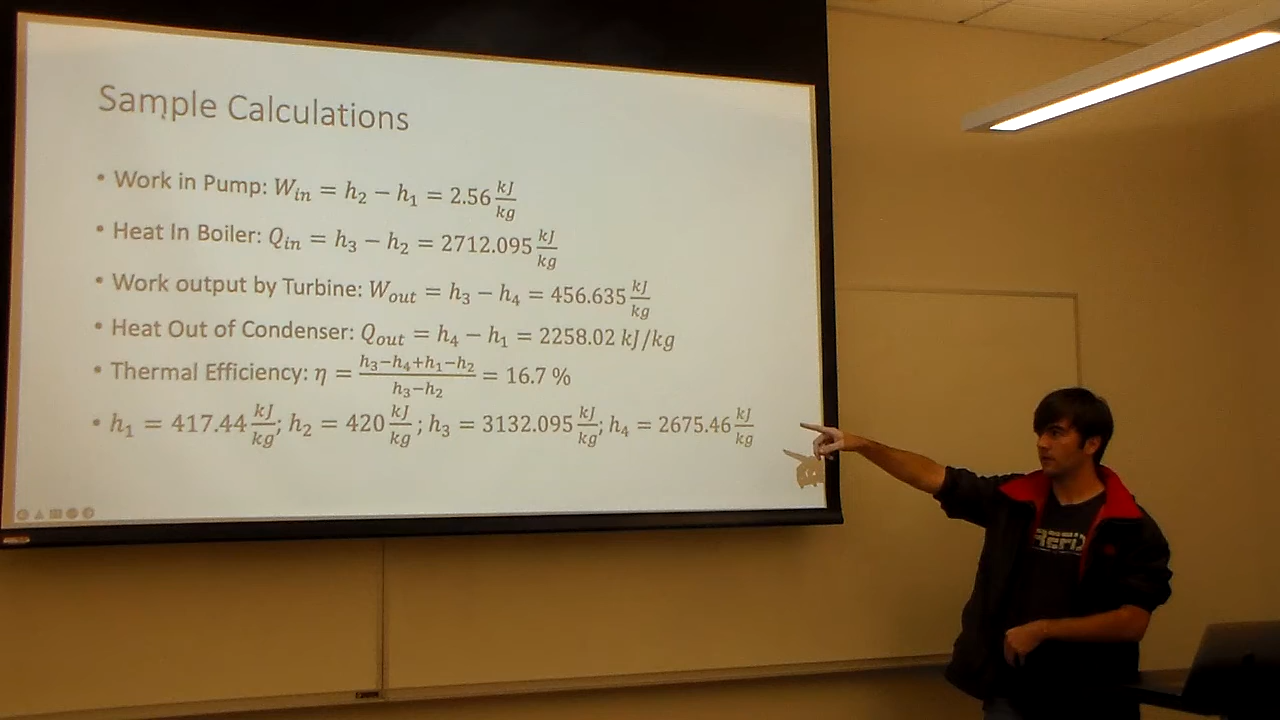 Sample Calculations
• Work in Pump: W_in = h_2 − h_1 = 2.56 kJ/kg
• Heat In Boiler: Q_in = h_3 − h_2 = 2712.095 kJ/kg
• Work output by Turbine: W_out = h_3 − h_4 = 456.635 kJ/kg
• Heat Out of Condenser: Q_out = h_4 − h_1 = 2258.02 kJ/kg
• Thermal Efficiency: η = (h_3−h_4+h_1−h_2)/(h_3−h_2) = 16.7 %
• h_1 = 417.44 kJ/kg; h_2 = 420 kJ/kg; h_3 = 3132.095 kJ/kg; h_4 = 2675.46 kJ/kg